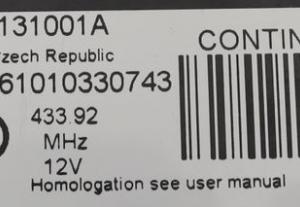 131001A
CONTIN
zech Republic
61010330743
433.92
MHz
12V
Homologation see user manual